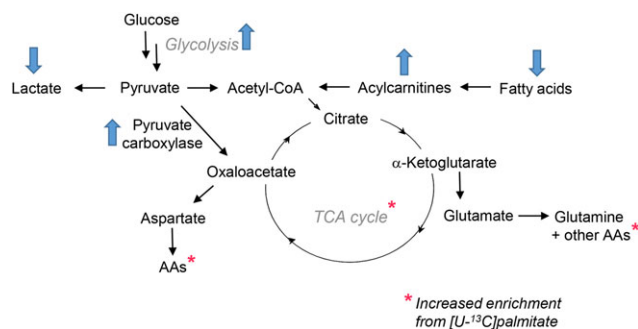 Glucose
Glycolysis
Lactate
Pyruvate
Acetyl-CoA
Acylcarnitines
Fatty acids
Citrate
Pyruvate
carboxylase
Oxaloacetate
α-Ketoglutarate
Aspartate
TCA cycle *
Glutamate
Glutamine
+ other AAs *
AAs *
* Increased enrichment
from [U-¹³C]palmitate